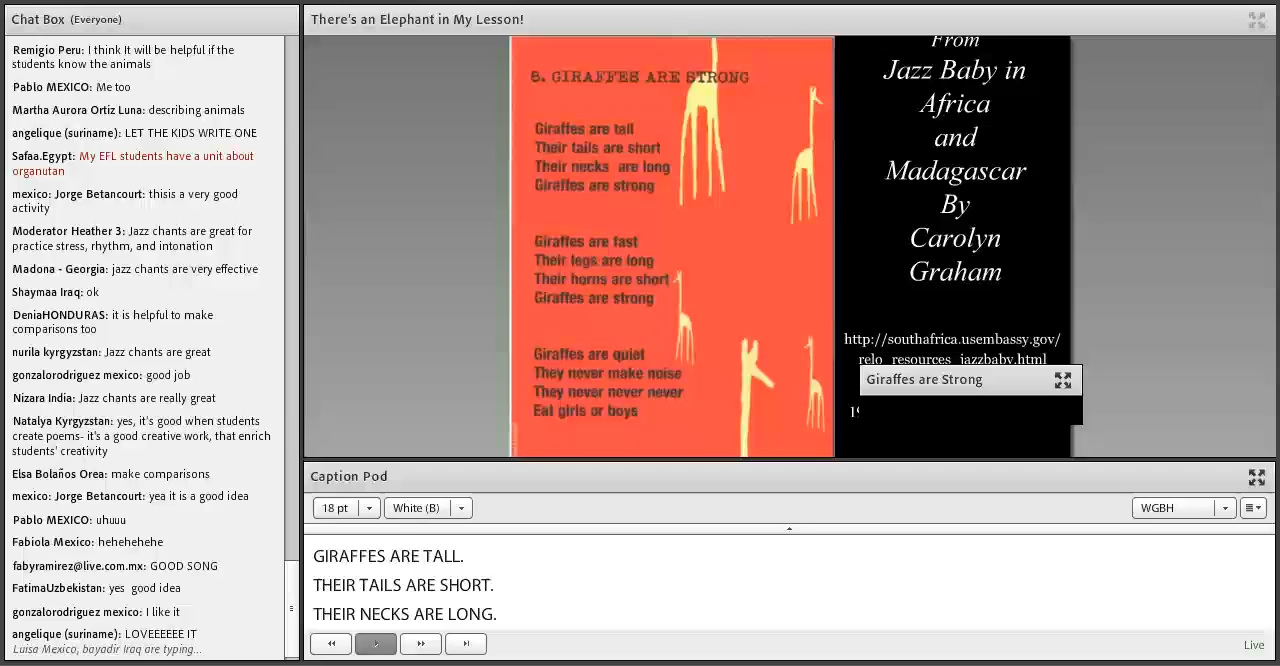 Chat Box (Everyone)
Remigio Peru: I think It will be helpful if the
students know the animals
Pablo MEXICO: Me too
Martha Aurora Ortiz Luna: describing animals
angelique (suriname): LET THE KIDS WRITE ONE
Safaa.Egypt: My EFL students have a unit about
organutan
mexico: Jorge Betancourt: thisis a very good
activity
Moderator Heather 3: Jazz chants are great for
practice stress, rhythm, and intonation
Madona - Georgia: jazz chants are very effective
Shaymaa Iraq: ok
DeniaHONDURAS: it is helpful to make
comparisons too
nurila kyrgyzstan: Jazz chants are great
gonzalorodriguez mexico: good job
Nizara India: Jazz chants are really great
Natalya Kyrgyzstan: yes, it's good when students
create poems- it's a good creative work, that enrich
students' creativity
Elsa Bolaños Orea: make comparisons
mexico: Jorge Betancourt: yea it is a good idea
Pablo MEXICO: uhuuu
Fabiola Mexico: hehehehehe
fabyramirez@live.com.mx: GOOD SONG
FatimaUzbekistan: yes good idea
gonzalorodriguez mexico: I like it
angelique (suriname): LOVEEEEEE IT
Luisa Mexico, bayadir Iraq are typing...
There's an Elephant in My Lesson!
5. GIRAFFES ARE STRONG
Giraffes are tall
Their tails are short
Their necks are long
Giraffes are strong
Giraffes are fast
Their legs are long
Their horns are short
Giraffes are strong
Giraffes are quiet
They never make noise
They never never never
Eat girls or boys
From
Jazz Baby in
Africa
and
Madagascar
By
Carolyn
Graham
http://southafrica.usembassy.gov/
relo_resources_jazzbaby.html
Giraffes are Strong
Caption Pod
18 pt
White (B)
WGBH
GIRAFFES ARE TALL.
THEIR TAILS ARE SHORT.
THEIR NECKS ARE LONG.
Live